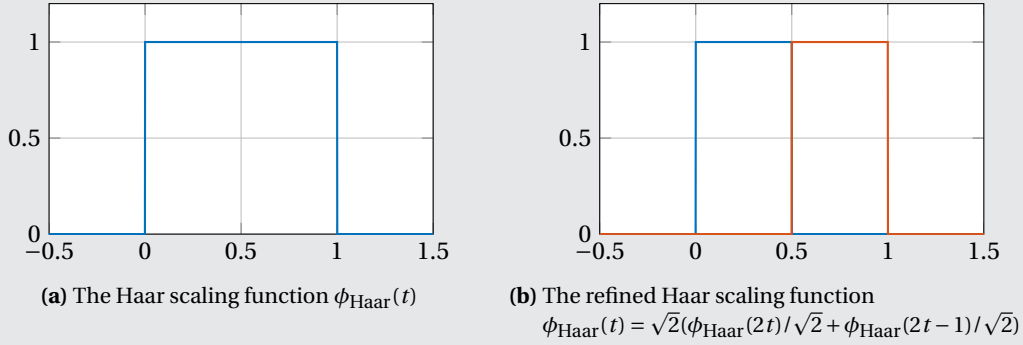 1
0.5
0
−0.5 0 0.5 1 1.5
(a) The Haar scaling function ϕHaar(t)
1
0.5
0
−0.5 0 0.5 1 1.5
(b) The refined Haar scaling function
ϕHaar(t) = √2(ϕHaar(2t)/√2 + ϕHaar(2t − 1)/√2)